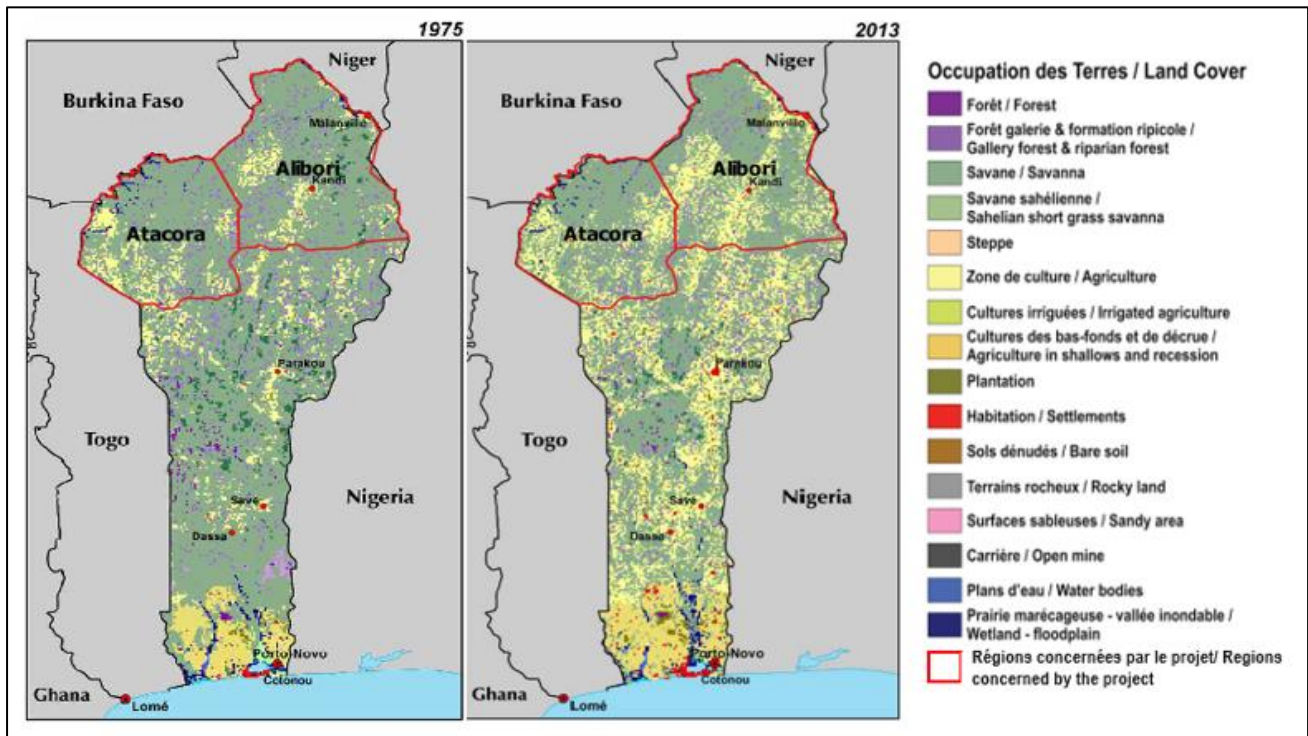 1975
Niger
Burkina Faso
Malanville
Alibori
Kandi
Atacora
Parakou
Togo
Nigeria
Savé
Dassa
Porto-Novo
Cotonou
Ghana
Lomé
2013
Niger
Burkina Faso
Malanville
Alibori
Kandi
Atacora
Parakou
Togo
Nigeria
Savé
Dassa
Porto-Novo
Cotonou
Ghana
Lomé
Occupation des Terres / Land Cover
Forêt / Forest
Forêt galerie & formation ripicole /
Gallery forest & riparian forest
Savane / Savanna
Savane sahélienne /
Sahelian short grass savanna
Steppe
Zone de culture / Agriculture
Cultures irriguées / Irrigated agriculture
Cultures des bas-fonds et de décrue /
Agriculture in shallows and recession
Plantation
Habitation / Settlements
Sols dénudés / Bare soil
Terrains rocheux / Rocky land
Surfaces sableuses / Sandy area
Carrière / Open mine
Plans d'eau / Water bodies
Prairie marécageuse - vallée inondable /
Wetland - floodplain
Régions concernées par le projet/ Regions
concerned by the project